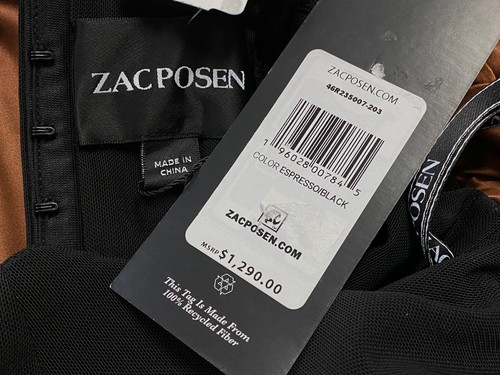 ZAC POSEN
MADE IN
CHINA
ZACPOSEN.COM
46R235007-203
1 96028 00784 5
COLOR ESPRESSO/BLACK
ZACPOSEN.COM
MSRP $1,290.00
This Tag Is Made From
100% Recycled Fiber
POSEN